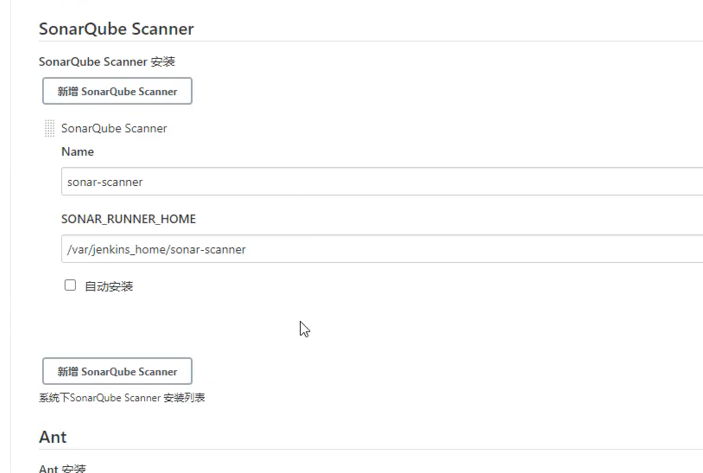 SonarQube Scanner
SonarQube Scanner 安装
新增 SonarQube Scanner
SonarQube Scanner
Name
sonar-scanner
SONAR_RUNNER_HOME
/var/jenkins_home/sonar-scanner
自动安装
新增 SonarQube Scanner
系统下SonarQube Scanner 安装列表
Ant
Ant 安装